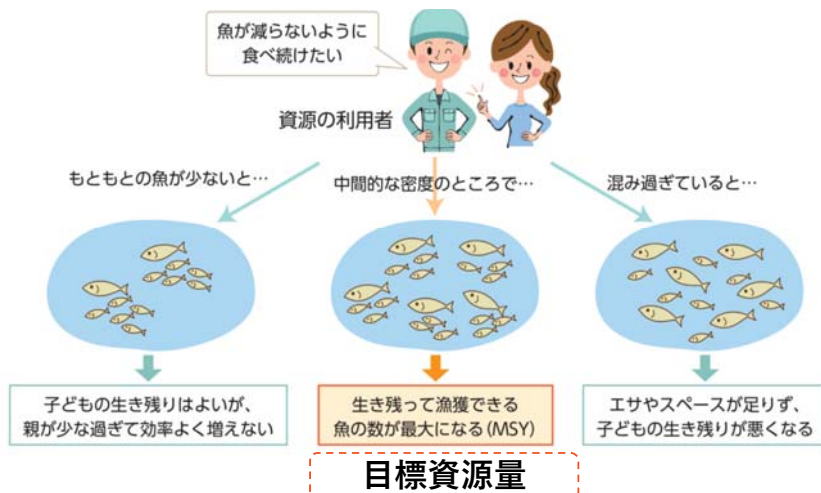 魚が減らないように
食べ続けたい
資源の利用者
もともとの魚が少ないと…
中間的な密度のところで…
混み過ぎていると…
子どもの生き残りはよいが、
親が少な過ぎて効率よく増えない
生き残って漁獲できる
魚の数が最大になる(MSY)
エサやスペースが足りず、
子どもの生き残りが悪くなる
目標資源量